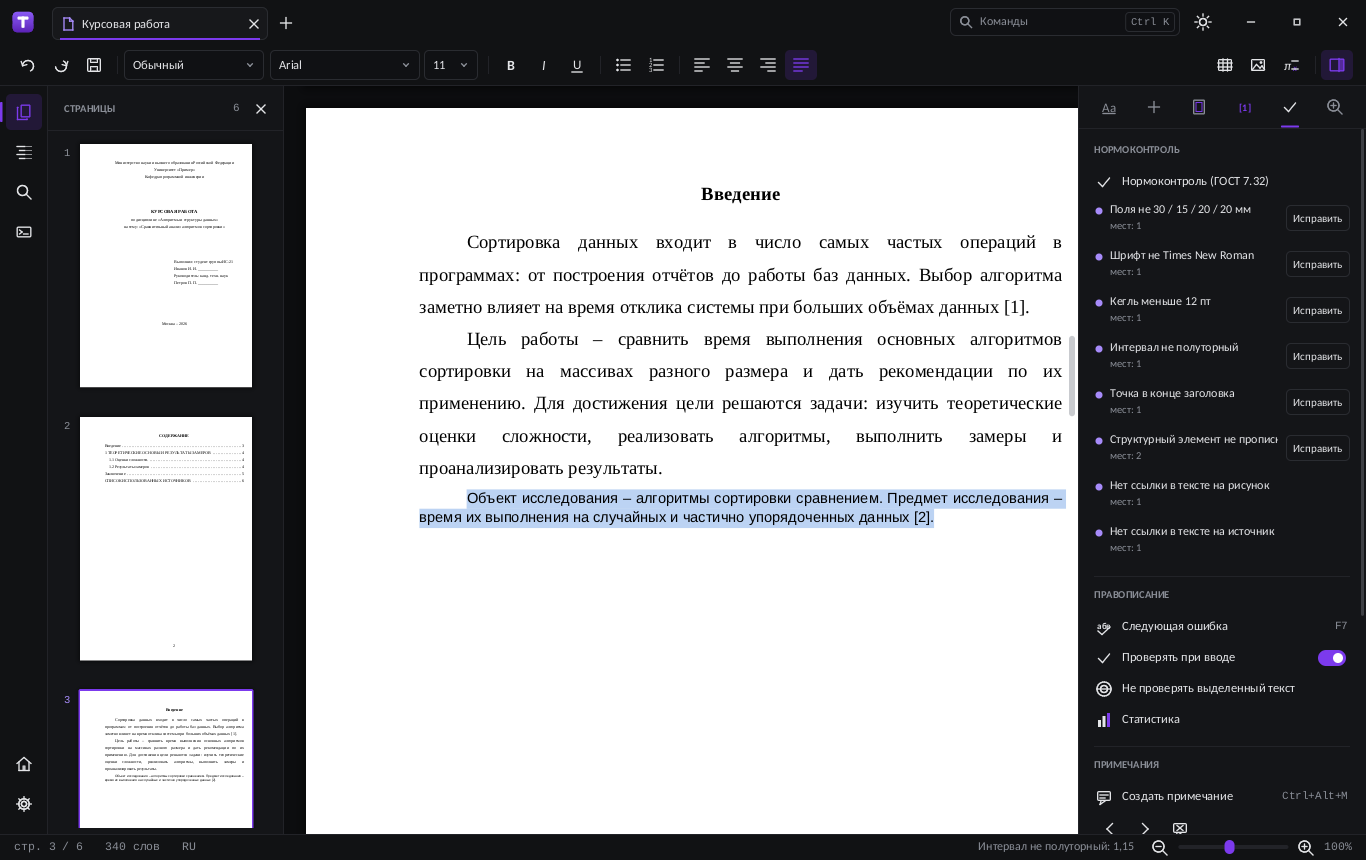 T
Курсовая работа
Команды
Ctrl K
Обычный
Arial
11
B
I
U
СТРАНИЦЫ
6
1
КУРСОВАЯ РАБОТА
Москва – 2026
2
СОДЕРЖАНИЕ
Введение
3
Введение
Введение
Сортировка данных входит в число самых частых операций в
программах: от построения отчётов до работы баз данных. Выбор алгоритма
заметно влияет на время отклика системы при больших объёмах данных [1].
Цель работы – сравнить время выполнения основных алгоритмов
сортировки на массивах разного размера и дать рекомендации по их
применению. Для достижения цели решаются задачи: изучить теоретические
оценки сложности, реализовать алгоритмы, выполнить замеры и
проанализировать результаты.
Объект исследования – алгоритмы сортировки сравнением. Предмет исследования –
время их выполнения на случайных и частично упорядоченных данных [2].
Aa
[1]
НОРМОКОНТРОЛЬ
Нормоконтроль (ГОСТ 7.32)
Поля не 30 / 15 / 20 / 20 мм
мест: 1
Исправить
Шрифт не Times New Roman
мест: 1
Исправить
Кегль меньше 12 пт
мест: 1
Исправить
Интервал не полуторный
мест: 1
Исправить
Точка в конце заголовка
мест: 1
Исправить
Структурный элемент не прописн
мест: 2
Исправить
Нет ссылки в тексте на рисунок
мест: 1
Нет ссылки в тексте на источник
мест: 1
ПРАВОПИСАНИЕ
Следующая ошибка
F7
Проверять при вводе
Не проверять выделенный текст
Статистика
ПРИМЕЧАНИЯ
Создать примечание
Ctrl+Alt+M
стр. 3 / 6
340 слов
RU
Интервал не полуторный: 1,15
100%